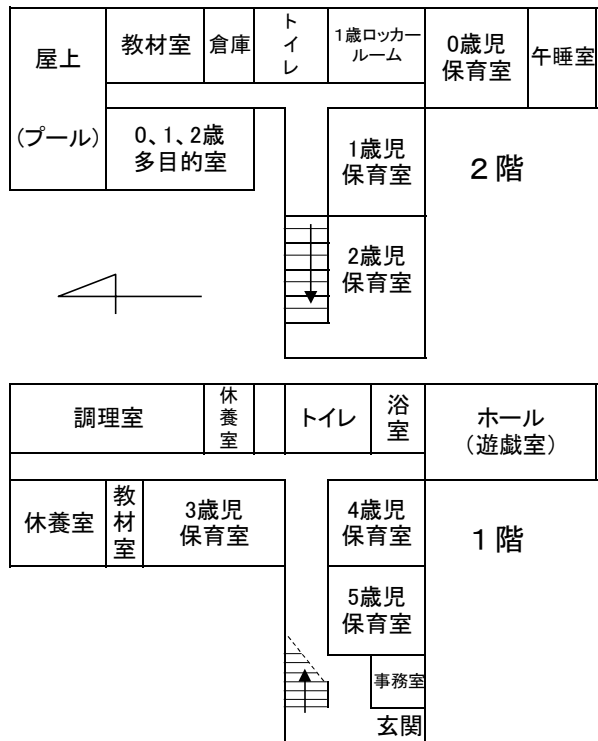 屋上
(プール)
教材室
倉庫
トイレ
1歳ロッカー
ルーム
0歳児
保育室
午睡室
0、1、2歳
多目的室
1歳児
保育室
2階
2歳児
保育室
調理室
休養室
トイレ
浴室
ホール
(遊戯室)
休養室
教材室
3歳児
保育室
4歳児
保育室
1階
5歳児
保育室
事務室
玄関